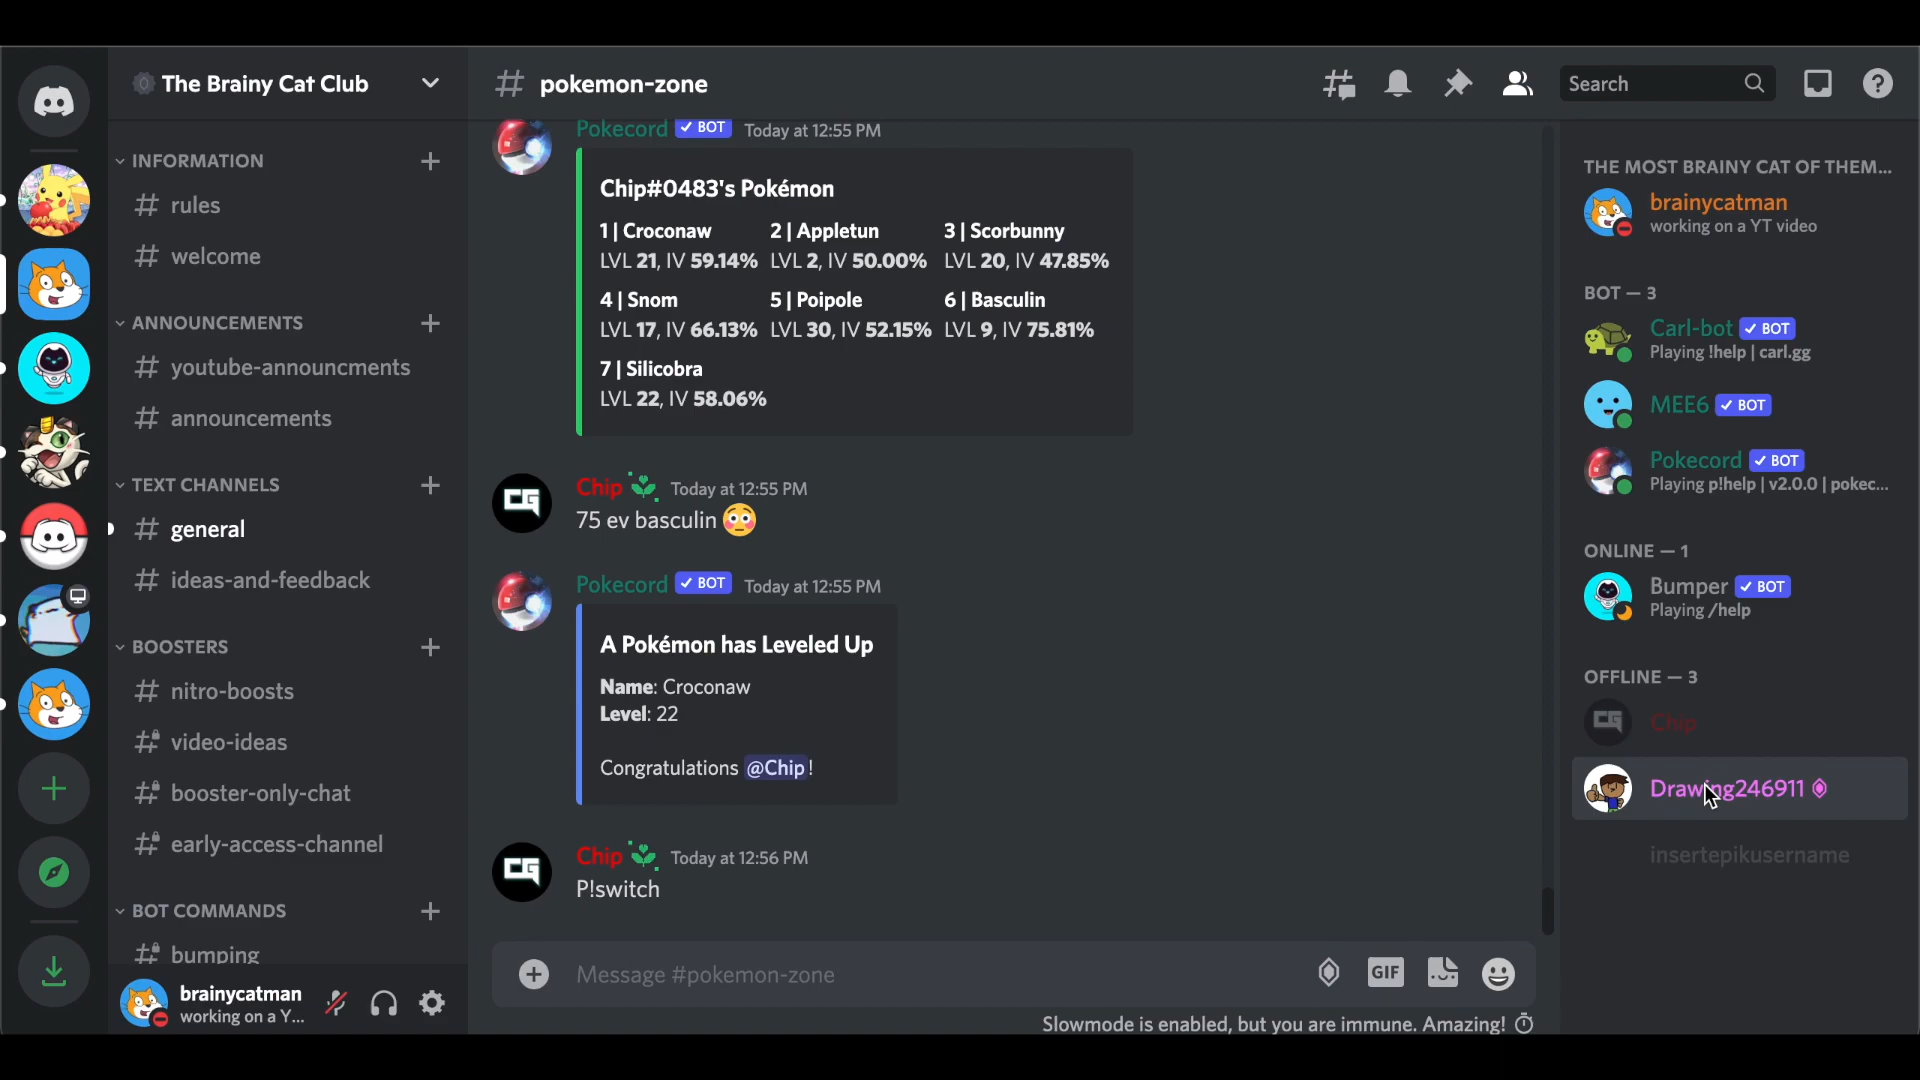 The Brainy Cat Club
INFORMATION
rules
welcome
ANNOUNCEMENTS
youtube-announcments
announcements
TEXT CHANNELS
general
ideas-and-feedback
BOOSTERS
nitro-boosts
video-ideas
booster-only-chat
early-access-channel
BOT COMMANDS
bumping
brainycatman
working on a Y...
# pokemon-zone
Search
Pokecord ✓ BOT Today at 12:55 PM
Chip#0483's Pokémon
1 | Croconaw 2 | Appletun 3 | Scorbunny
LVL 21, IV 59.14% LVL 2, IV 50.00% LVL 20, IV 47.85%
4 | Snom 5 | Poipole 6 | Basculin
LVL 17, IV 66.13% LVL 30, IV 52.15% LVL 9, IV 75.81%
7 | Silicobra
LVL 22, IV 58.06%
CG
Chip Today at 12:55 PM
75 ev basculin 😳
Pokecord ✓ BOT Today at 12:55 PM
A Pokémon has Leveled Up
Name: Croconaw
Level: 22
Congratulations @Chip!
CG
Chip Today at 12:56 PM
P!switch
Message #pokemon-zone
GIF
Slowmode is enabled, but you are immune. Amazing!
THE MOST BRAINY CAT OF THEM...
brainycatman
working on a YT video
BOT — 3
Carl-bot ✓ BOT
Playing !help | carl.gg
MEE6 ✓ BOT
Pokecord ✓ BOT
Playing p!help | v2.0.0 | pokec...
ONLINE — 1
Bumper ✓ BOT
Playing /help
OFFLINE — 3
CG
Chip
Drawing246911
insertepikusername